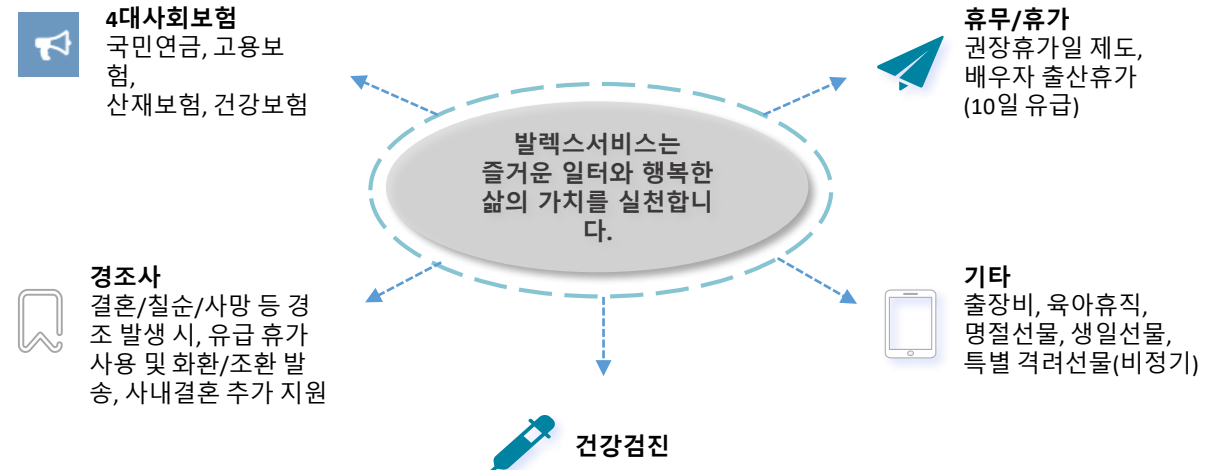 4대사회보험
국민연금, 고용보
험,
산재보험, 건강보험
휴무/휴가
권장휴가일 제도,
배우자 출산휴가
(10일 유급)
발렉스서비스는
즐거운 일터와 행복한
삶의 가치를 실천합니
다.
경조사
결혼/칠순/사망 등 경
조 발생 시, 유급 휴가
사용 및 화환/조환 발
송, 사내결혼 추가 지원
기타
출장비, 육아휴직,
명절선물, 생일선물,
특별 격려선물(비정기)
건강검진